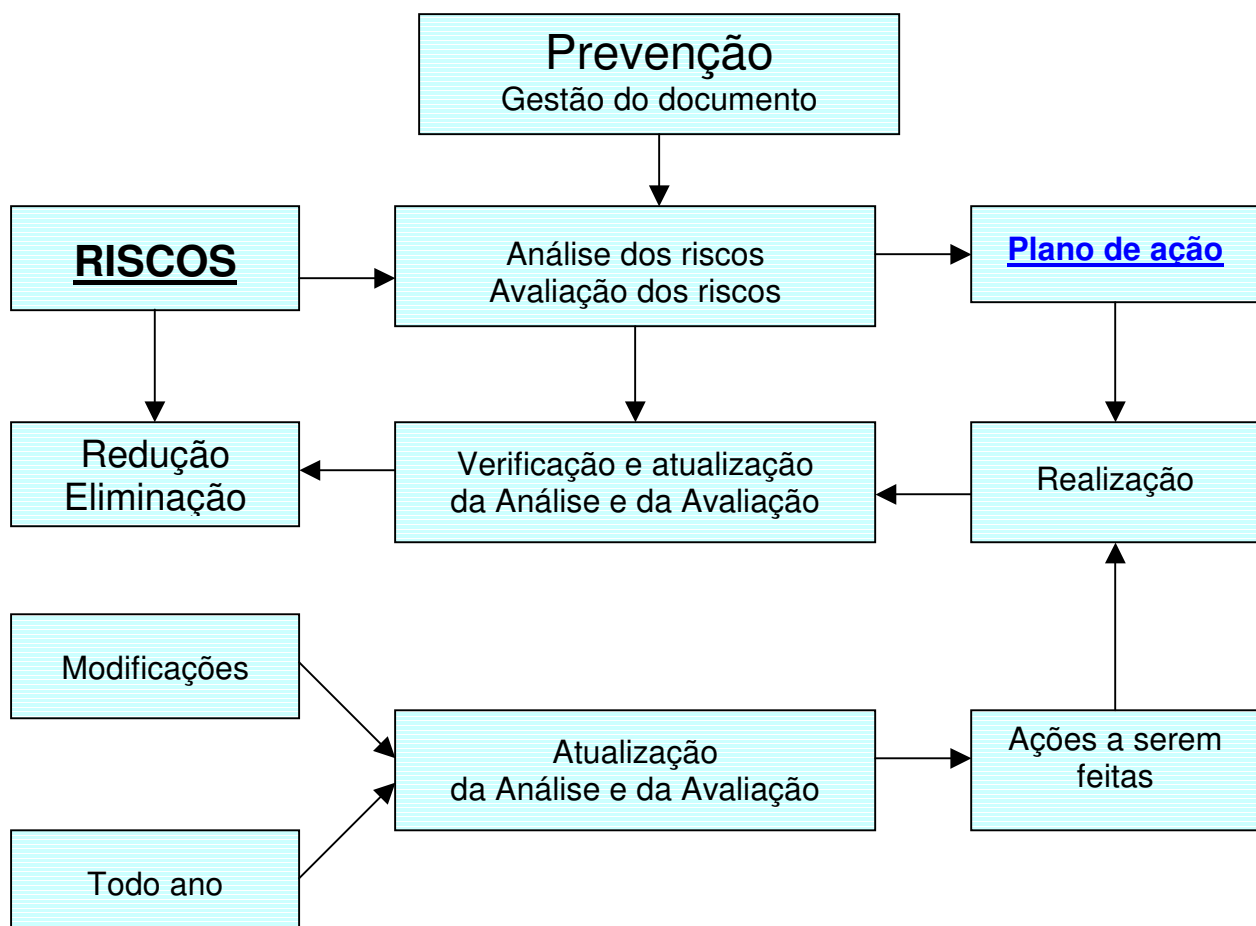 Prevenção
Gestão do documento
RISCOS
Análise dos riscos
Avaliação dos riscos
Plano de ação
Redução
Eliminação
Verificação e atualização
da Análise e da Avaliação
Realização
Modificações
Atualização
da Análise e da Avaliação
Ações a serem
feitas
Todo ano